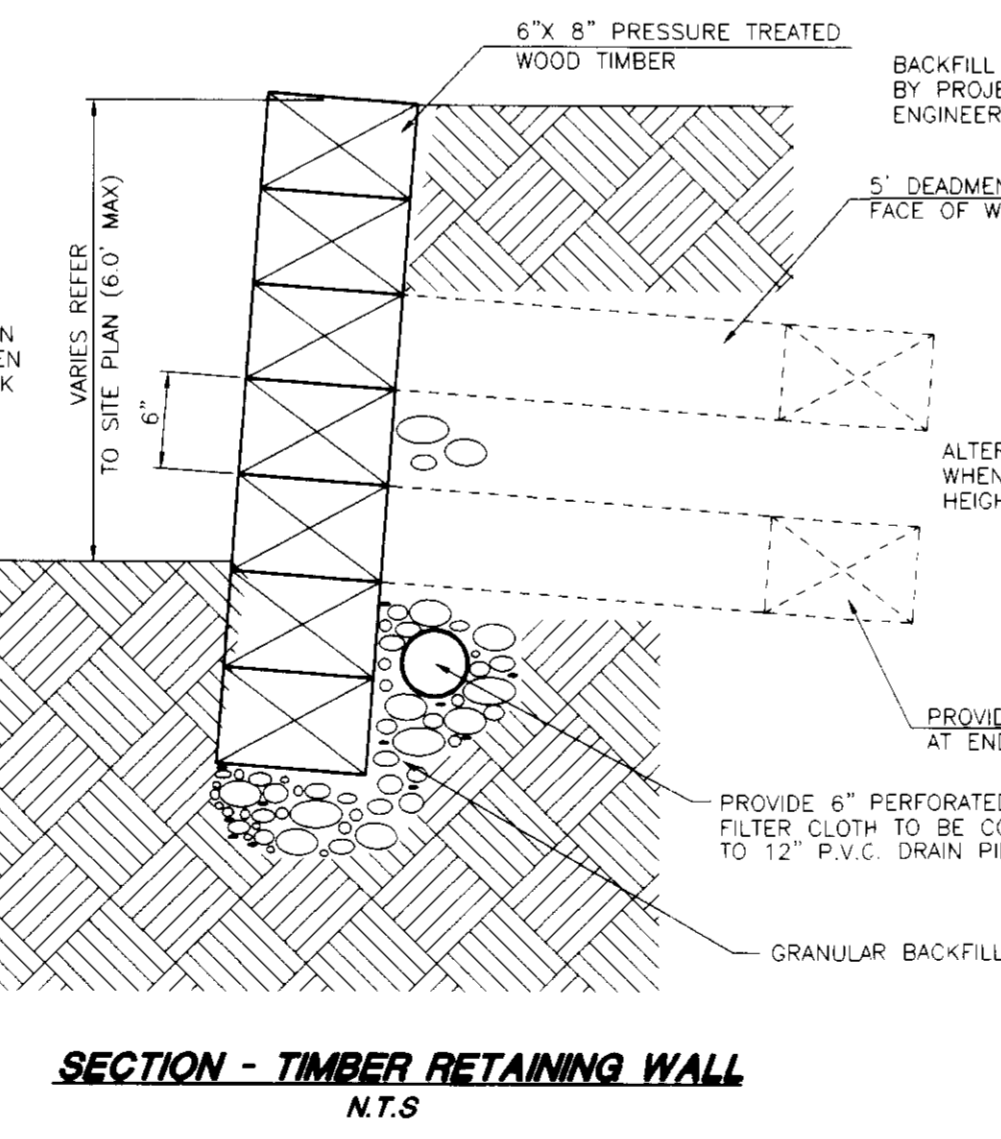 6"X 8" PRESSURE TREATED
WOOD TIMBER
BACKFILL
BY PROJE
ENGINEER
5' DEADMEN
FACE OF W
VARIES REFER
TO SITE PLAN (6.0' MAX)
N
EN
K
6"
ALTER
WHEN
HEIGH
PROVIDE
AT END
PROVIDE 6" PERFORATED
FILTER CLOTH TO BE CO
TO 12" P.V.C. DRAIN PI
GRANULAR BACKFILL
SECTION - TIMBER RETAINING WALL
N.T.S